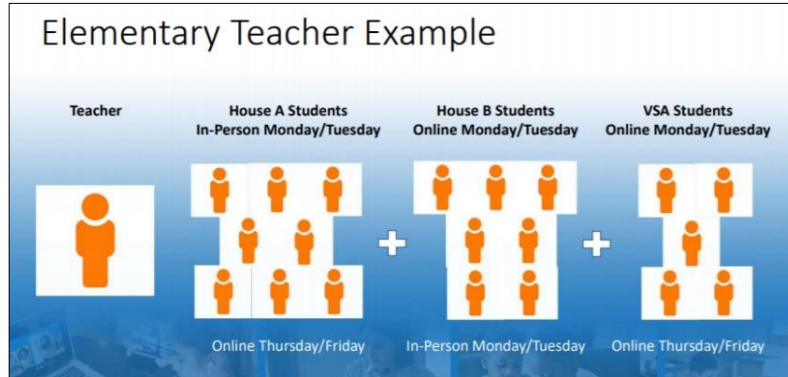 Elementary Teacher Example
Teacher
House A Students
In-Person Monday/Tuesday
House B Students
Online Monday/Tuesday
VSA Students
Online Monday/Tuesday
Online Thursday/Friday
In-Person Monday/Tuesday
Online Thursday/Friday